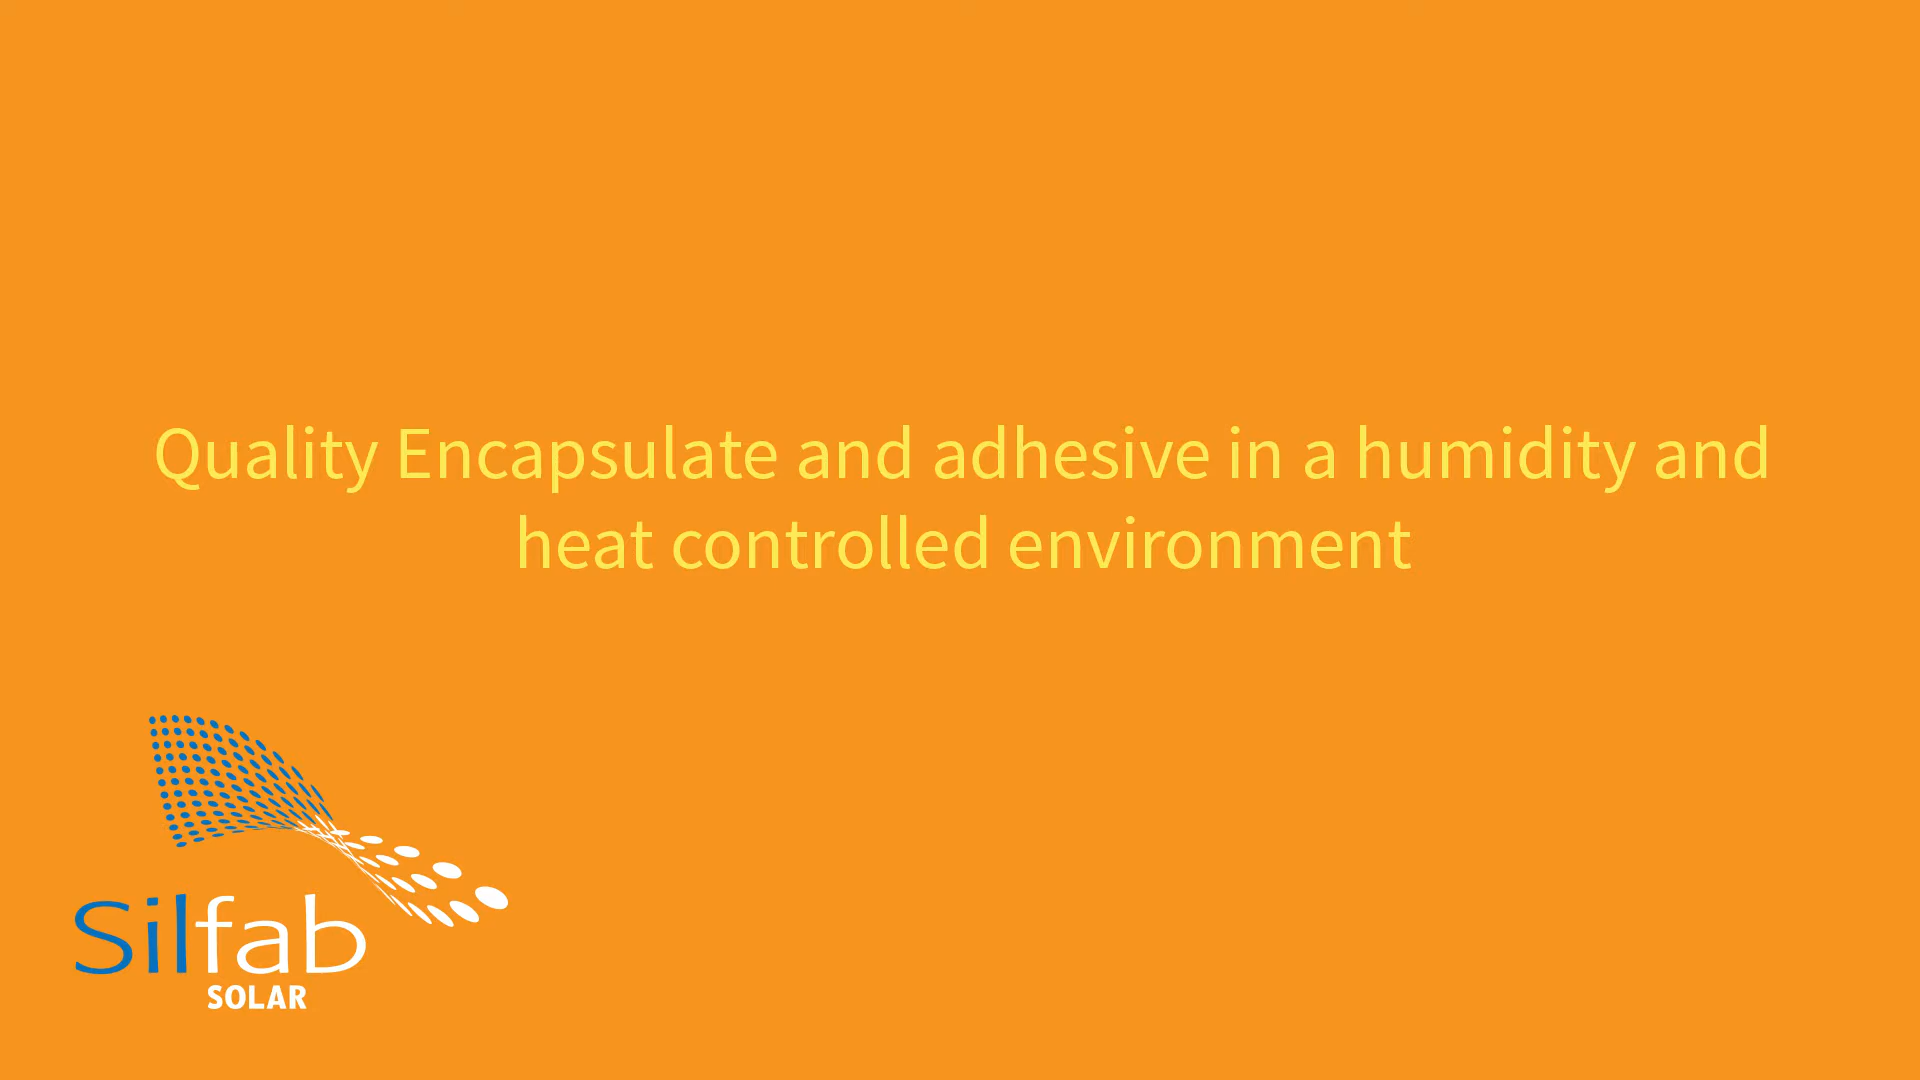 Quality Encapsulate and adhesive in a humidity and
heat controlled environment
Silfab
SOLAR